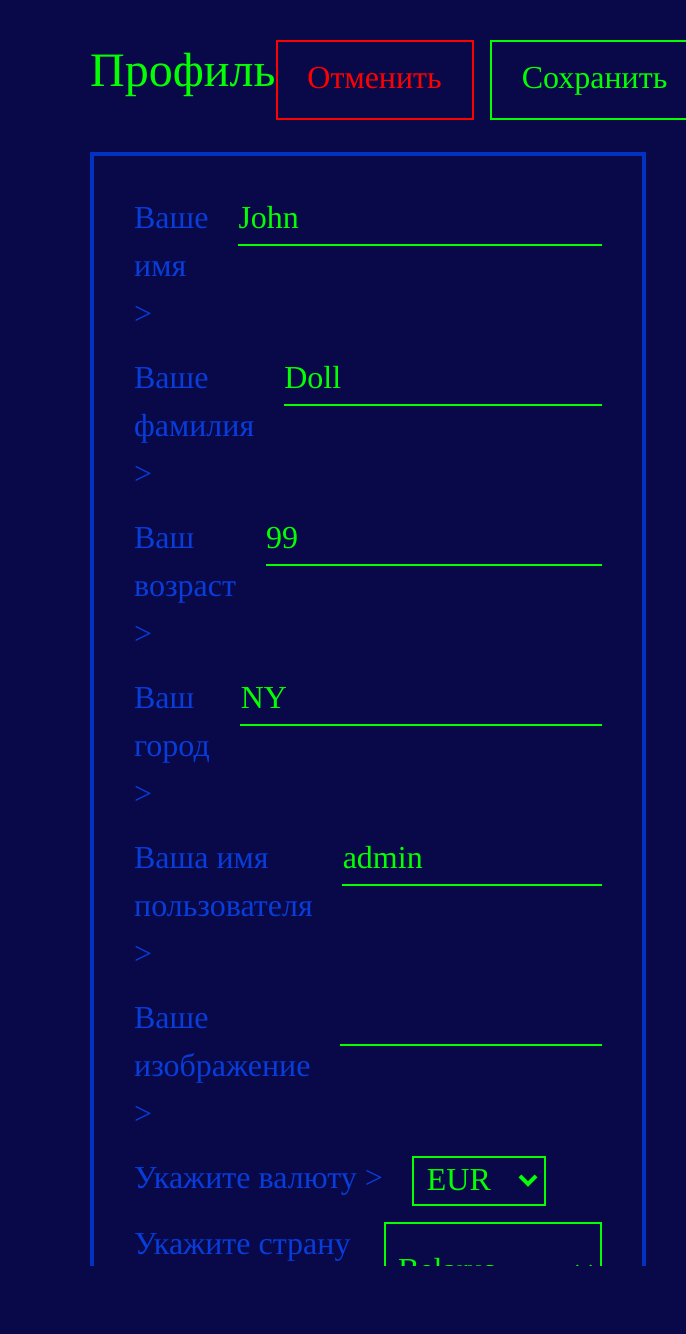 Профиль Отменить Сохранить
Ваше John
имя
>
Ваше Doll
фамилия
>
Ваш 99
возраст
>
Ваш NY
город
>
Ваша имя admin
пользователя
>
Ваше
изображение
>
Укажите валюту > EUR
Укажите страну